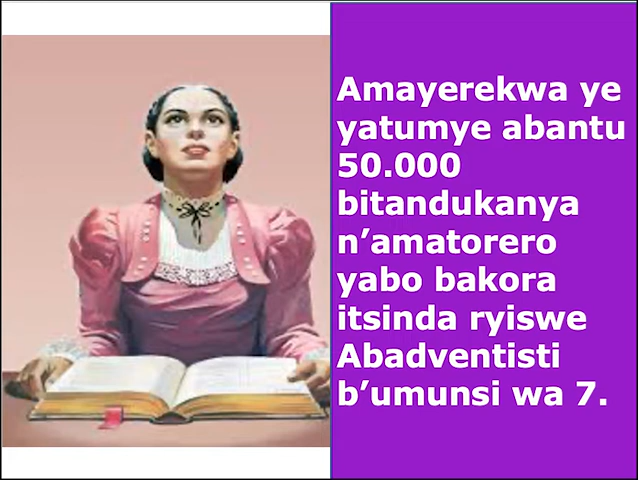 Amayerekwa ye
yatumye abantu
50.000
bitandukanya
n’amatorero
yabo bakora
itsinda ryiswe
Abadventisti
b’umunsi wa 7.